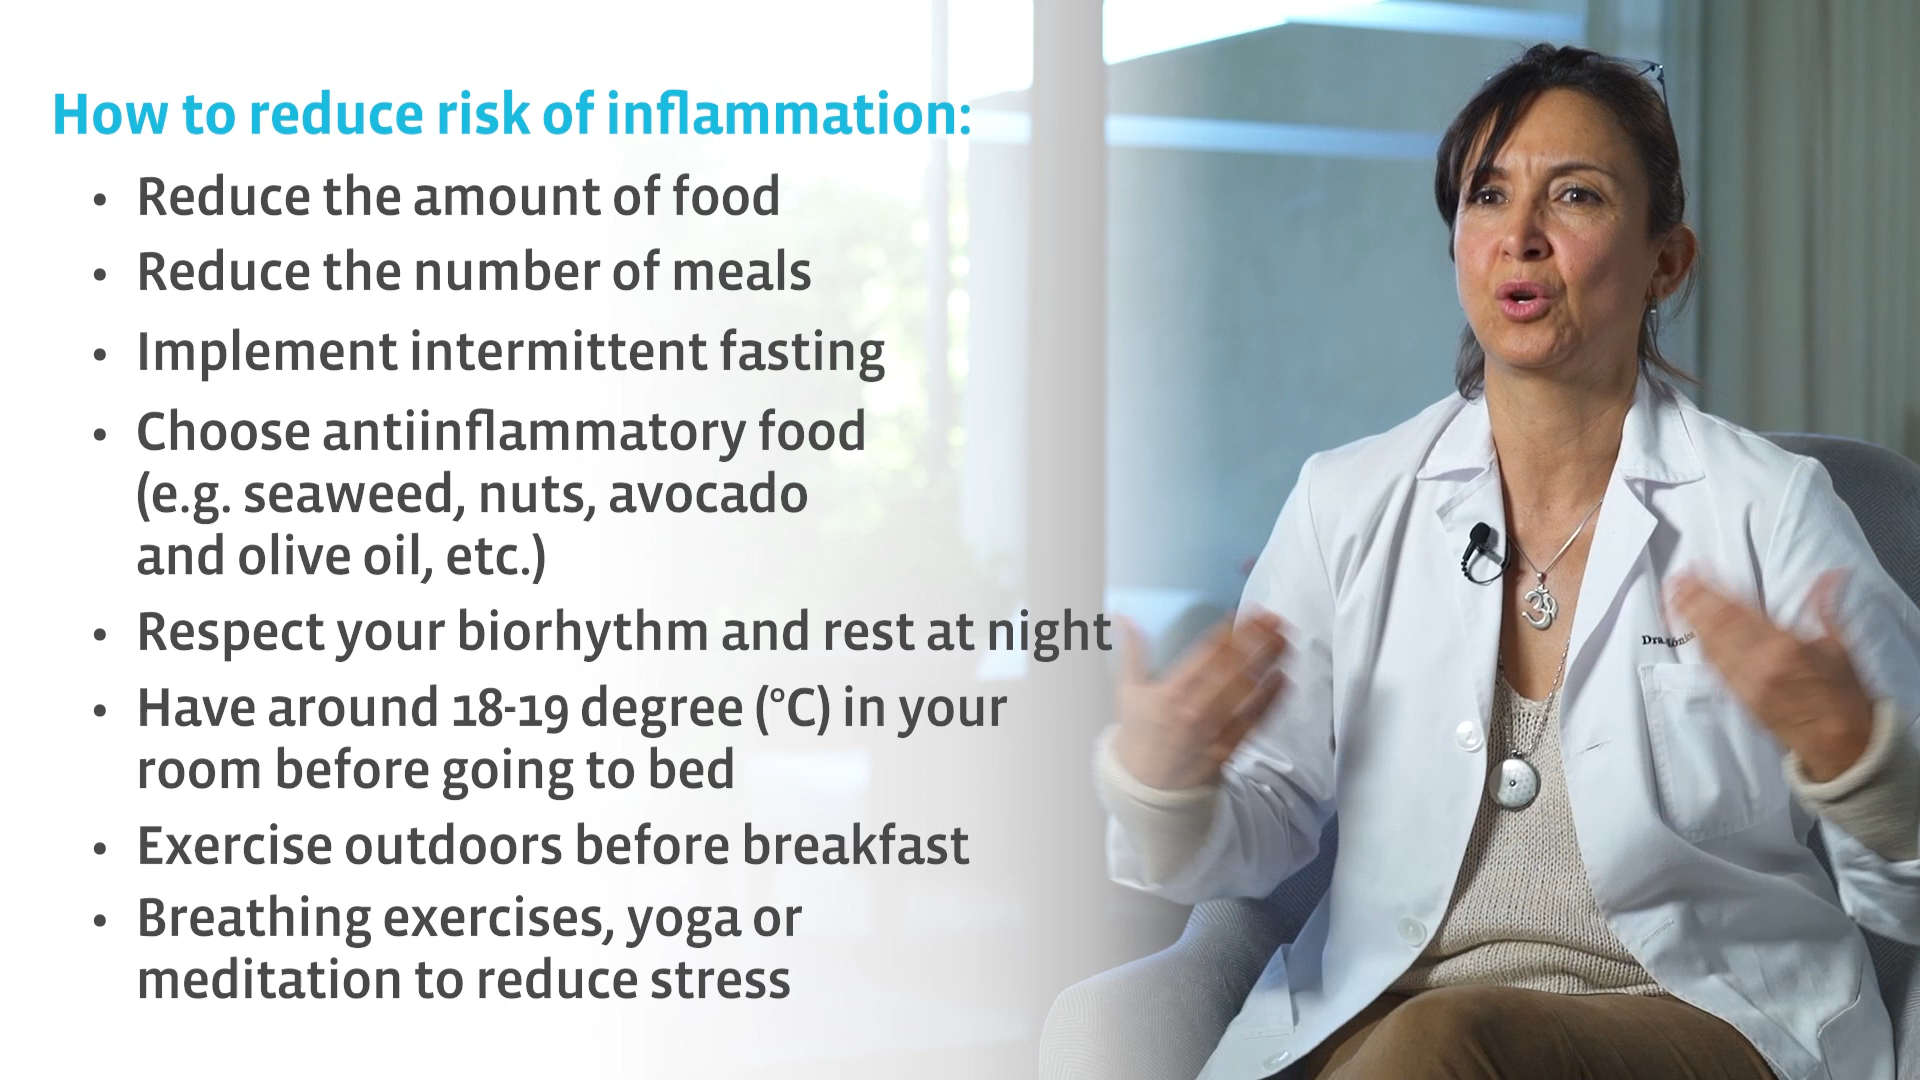 How to reduce risk of inflammation:
• Reduce the amount of food
• Reduce the number of meals
• Implement intermittent fasting
• Choose antiinflammatory food
(e.g. seaweed, nuts, avocado
and olive oil, etc.)
• Respect your biorhythm and rest at night
• Have around 18-19 degree (°C) in your
room before going to bed
• Exercise outdoors before breakfast
• Breathing exercises, yoga or
meditation to reduce stress
Dra.